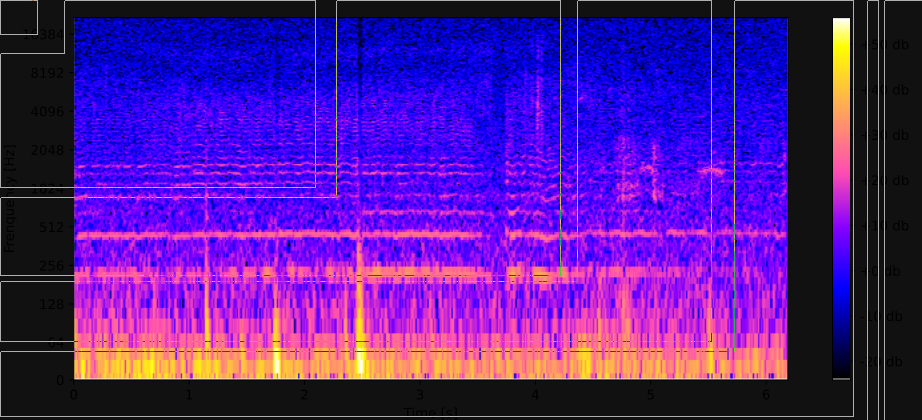 16384
8192
4096
2048
1024
512
256
128
64
0
Frequency [Hz]
0 1 2 3 4 5 6
Time [s]
+50 db
+40 db
+30 db
+20 db
+10 db
+0 db
-10 db
-20 db